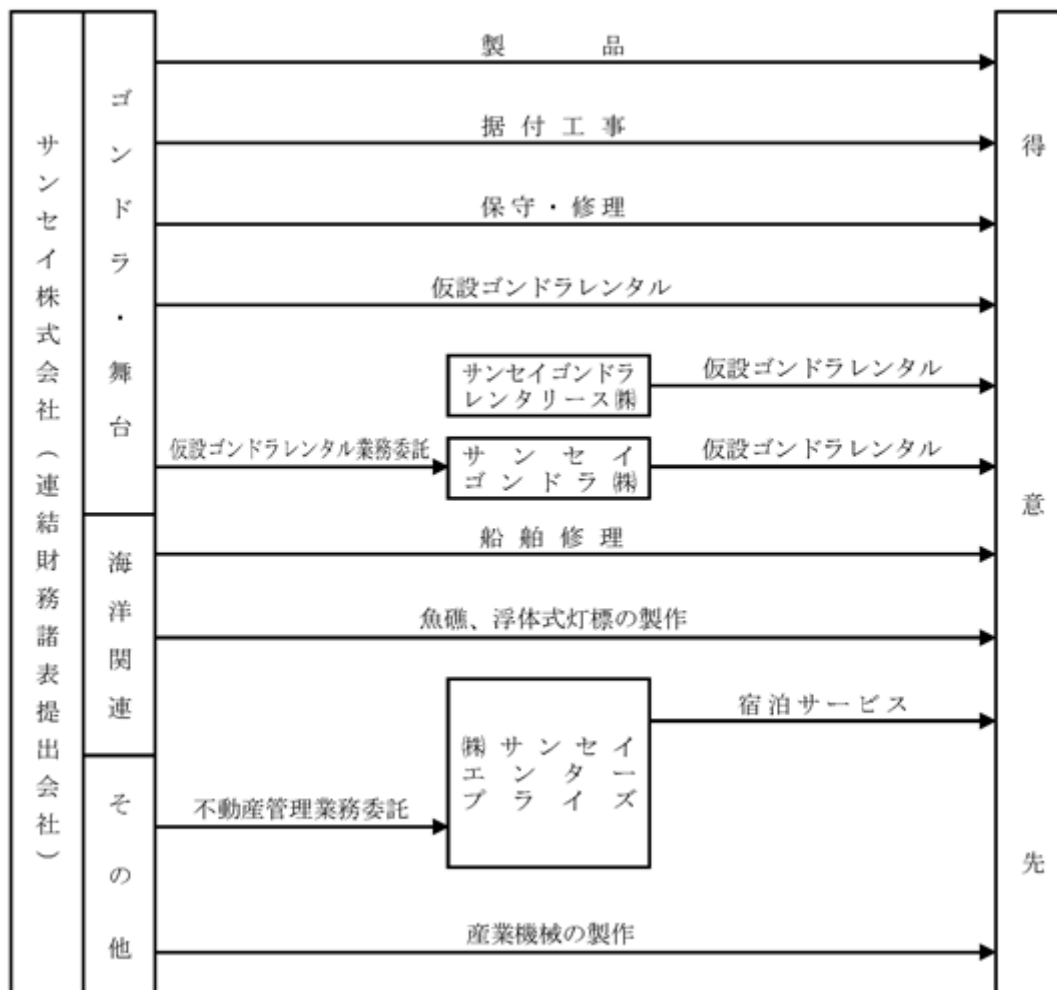 サンセイ株式会社（連結財務諸表提出会社）
ゴンドラ・舞台
製品
据付工事
保守・修理
仮設ゴンドラレンタル
サンセイゴンドラ
レンタリース㈱
仮設ゴンドラレンタル
仮設ゴンドラレンタル業務委託
サンセイ
ゴンドラ㈱
仮設ゴンドラレンタル
海洋関連
船舶修理
魚礁、浮体式灯標の製作
㈱サンセイ
エンター
プライズ
宿泊サービス
その他
不動産管理業務委託
産業機械の製作
得意先